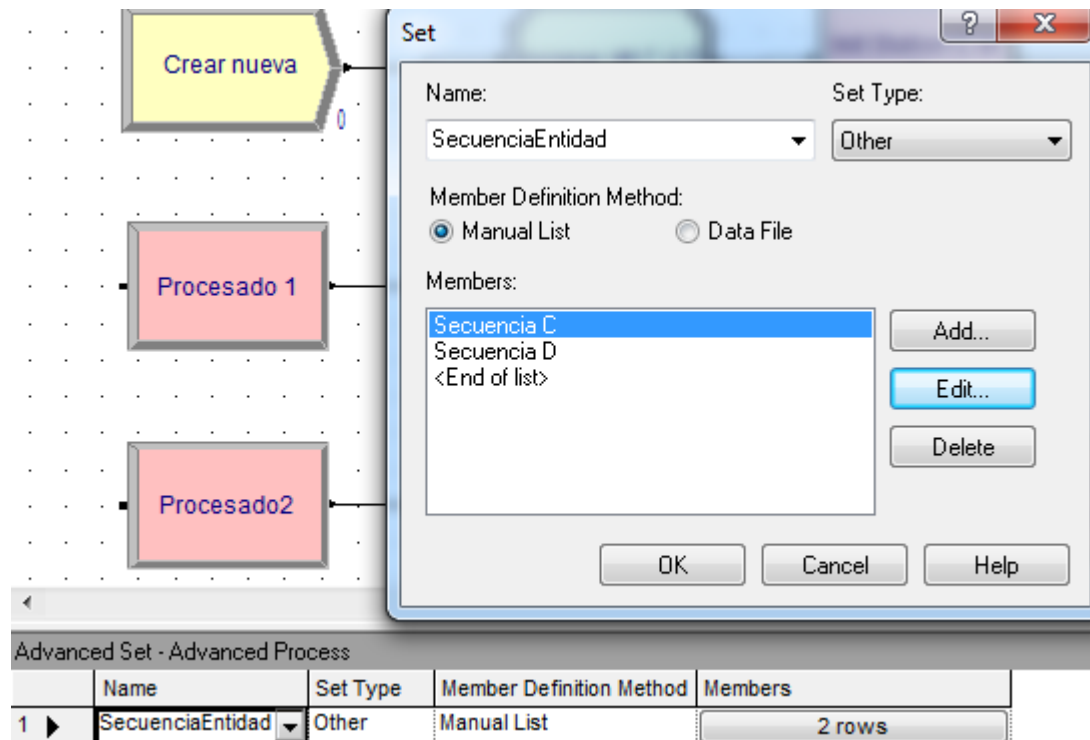 Crear nueva
0
Procesado 1
Procesado2
Set
?
X
Name:
Set Type:
SecuenciaEntidad
Other
Member Definition Method:
Manual List
Data File
Members:
Secuencia C
Secuencia D
<End of list>
Add...
Edit...
Delete
OK
Cancel
Help
Advanced Set - Advanced Process
Name Set Type Member Definition Method Members
1 SecuenciaEntidad Other Manual List 2 rows